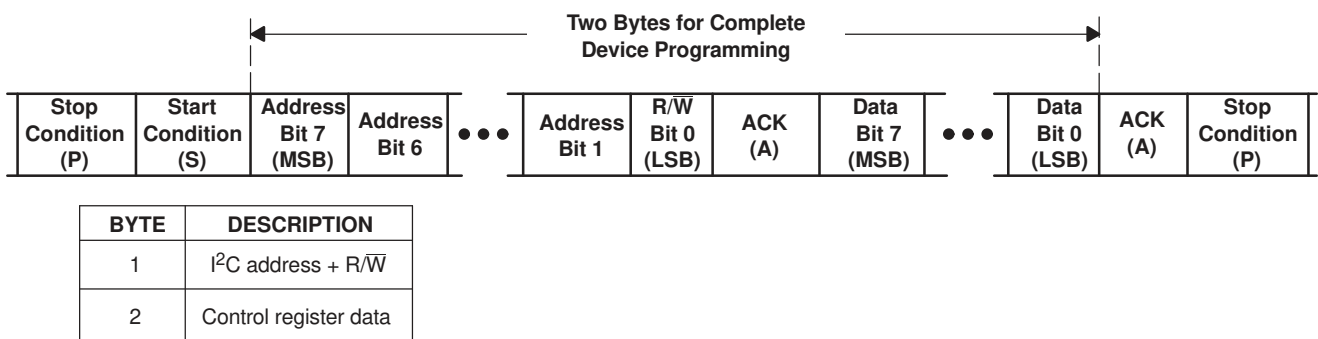 Two Bytes for Complete
Device Programming
Stop
Condition
(P)
Start
Condition
(S)
Address
Bit 7
(MSB)
Address
Bit 6
●●●
Address
Bit 1
R/W̅
Bit 0
(LSB)
ACK
(A)
Data
Bit 7
(MSB)
●●●
Data
Bit 0
(LSB)
ACK
(A)
Stop
Condition
(P)
BYTE DESCRIPTION
1 I²C address + R/W̅
2 Control register data